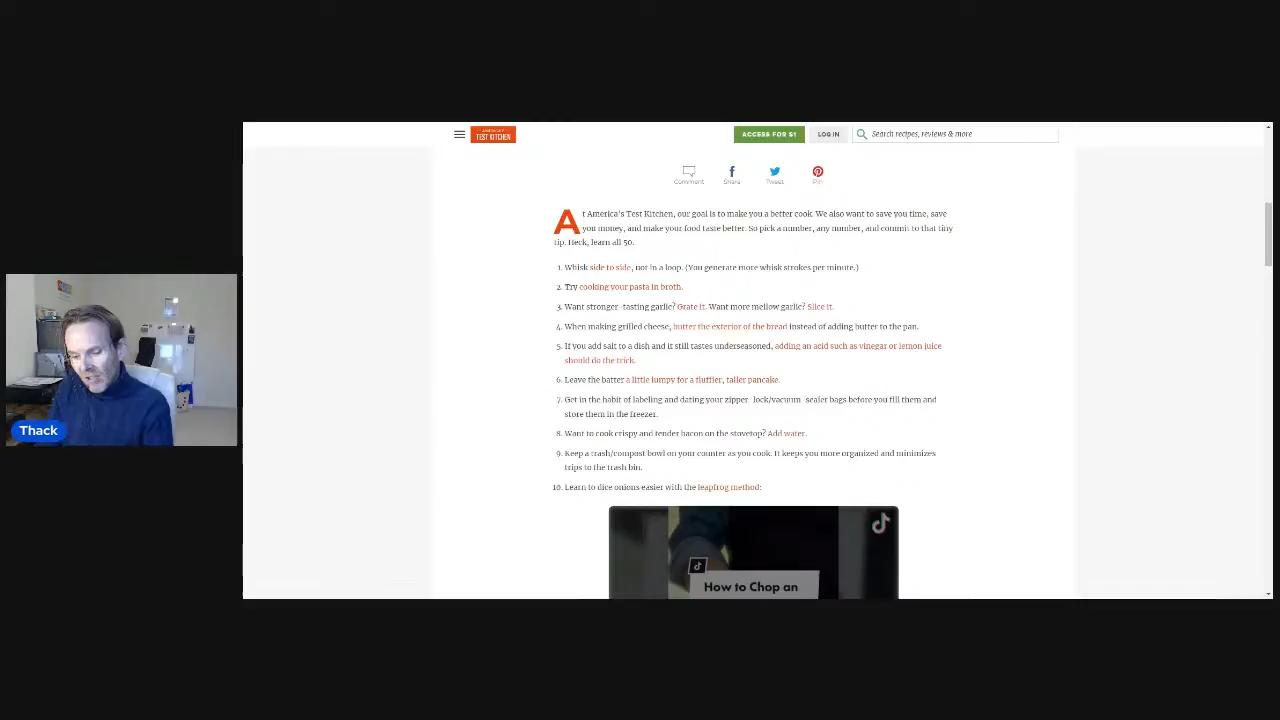 AMERICA'S
TEST KITCHEN
ACCESS FOR $1
LOG IN
Search recipes, reviews & more
Comment
Share
Tweet
Pin
At America's Test Kitchen, our goal is to make you a better cook. We also want to save you time, save
you money, and make your food taste better. So pick a number, any number, and commit to that tiny
tip. Heck, learn all 50.
1. Whisk side to side, not in a loop. (You generate more whisk strokes per minute.)
2. Try cooking your pasta in broth.
3. Want stronger-tasting garlic? Grate it. Want more mellow garlic? Slice it.
4. When making grilled cheese, butter the exterior of the bread instead of adding butter to the pan.
5. If you add salt to a dish and it still tastes underseasoned, adding an acid such as vinegar or lemon juice
should do the trick.
6. Leave the batter a little lumpy for a fluffier, taller pancake.
7. Get in the habit of labeling and dating your zipper-lock/vacuum-sealer bags before you fill them and
store them in the freezer.
8. Want to cook crispy and tender bacon on the stovetop? Add water.
9. Keep a trash/compost bowl on your counter as you cook. It keeps you more organized and minimizes
trips to the trash bin.
10. Learn to dice onions easier with the leapfrog method:
How to Chop an
Thack